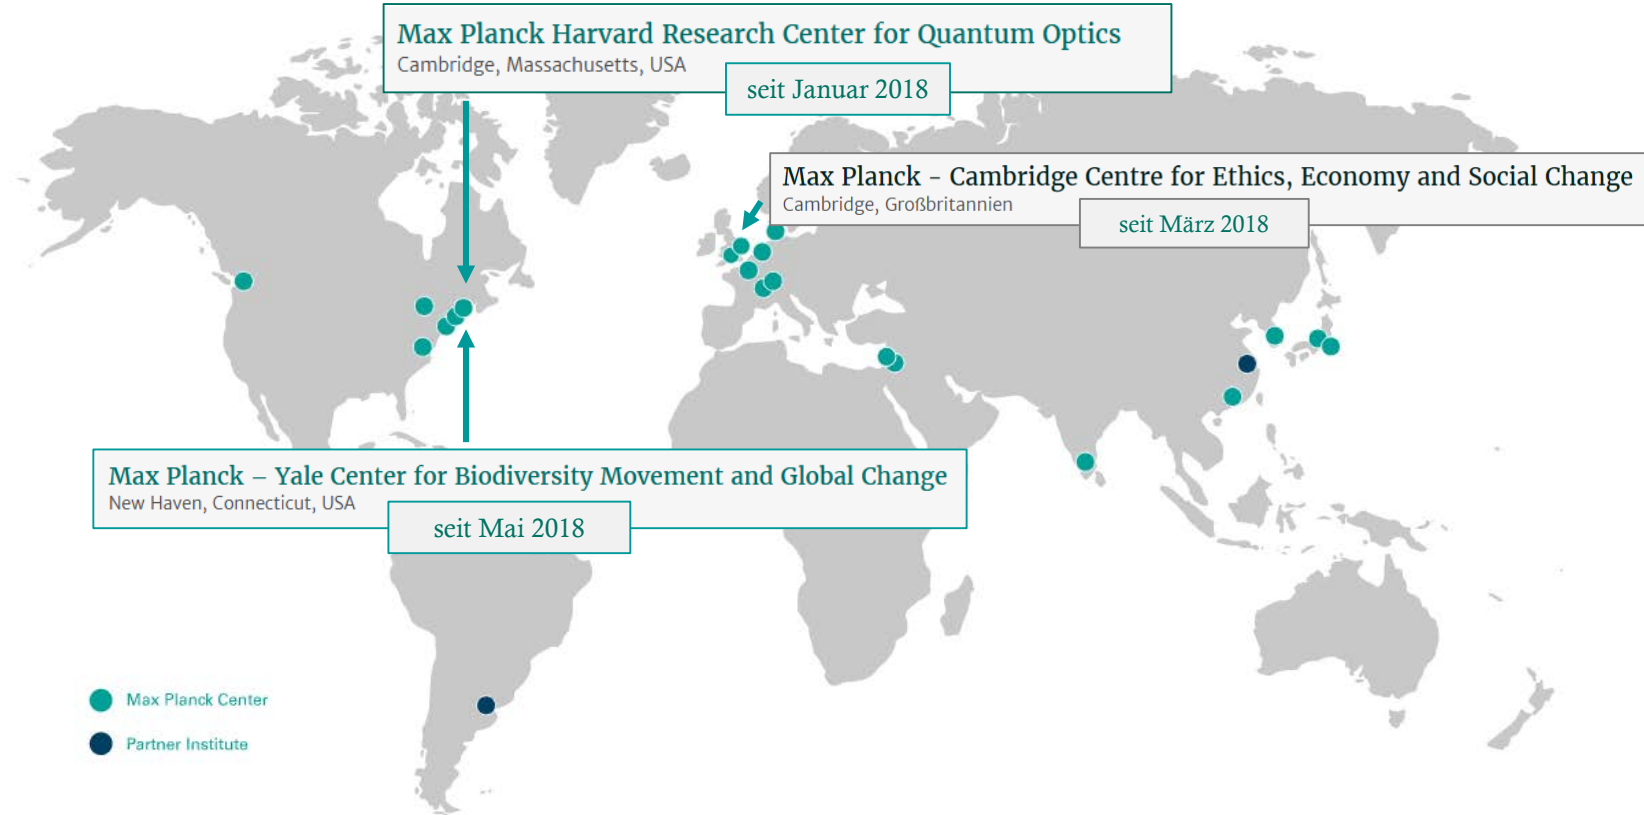 Max Planck Harvard Research Center for Quantum Optics
Cambridge, Massachusetts, USA
seit Januar 2018
Max Planck - Cambridge Centre for Ethics, Economy and Social Change
Cambridge, Großbritannien
seit März 2018
Max Planck – Yale Center for Biodiversity Movement and Global Change
New Haven, Connecticut, USA
seit Mai 2018
Max Planck Center
Partner Institute